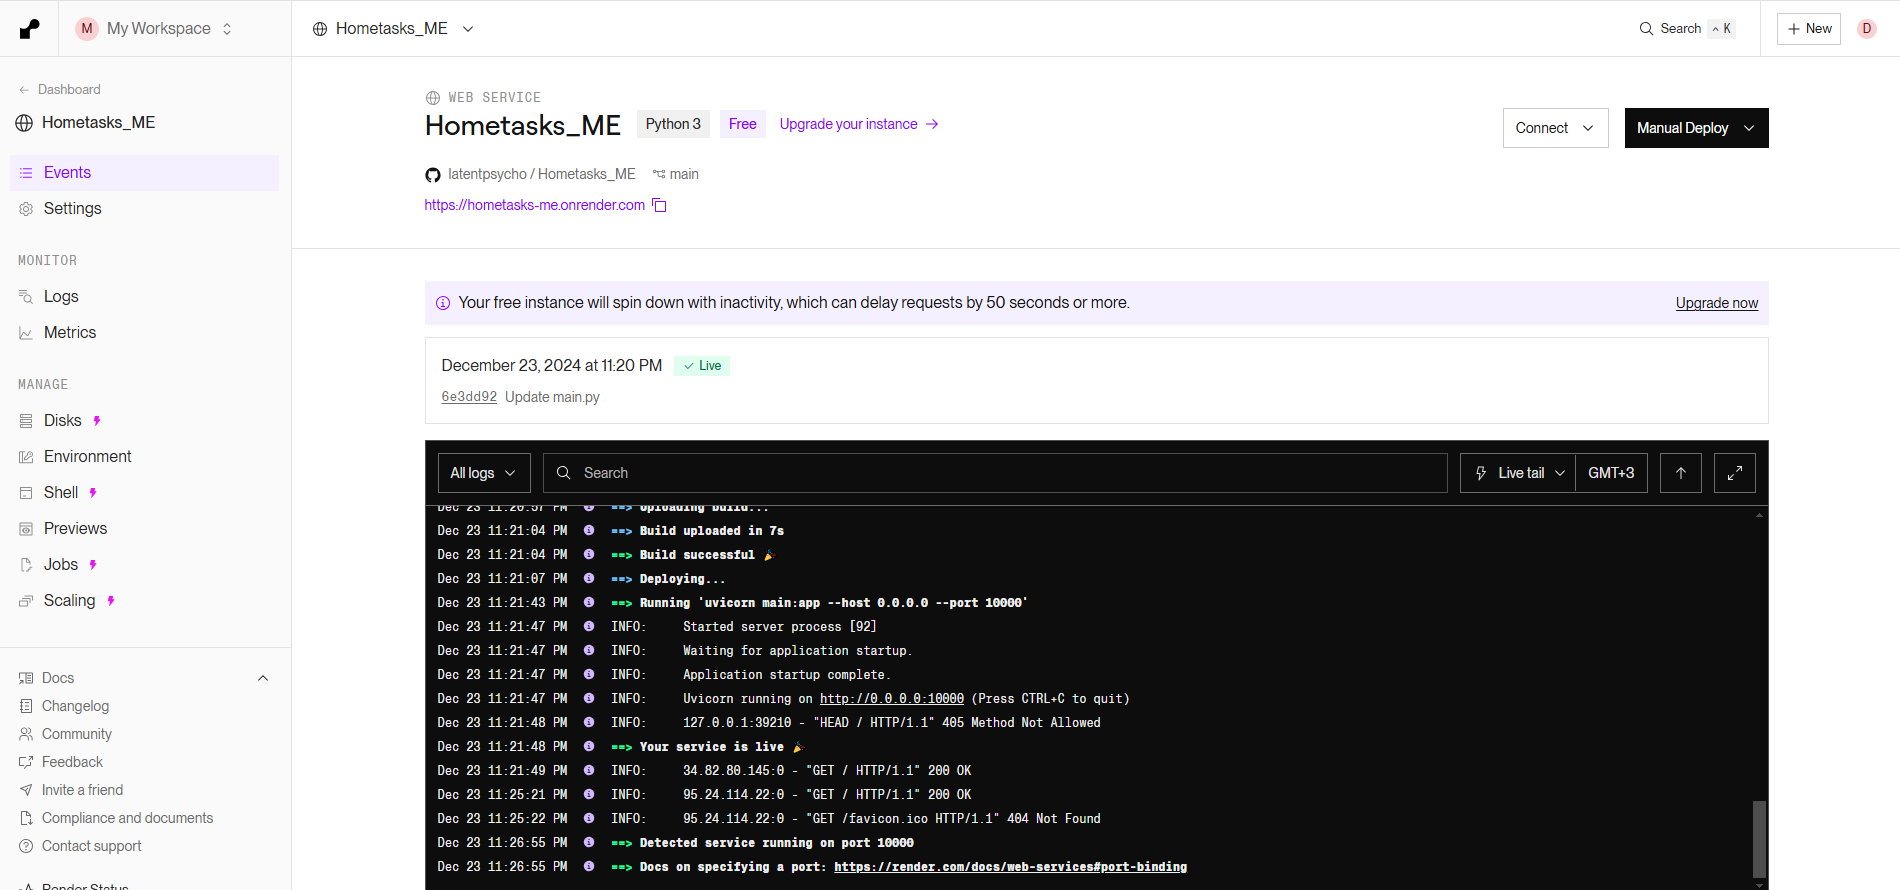 M My Workspace
Hometasks_ME
Search ^ K
+ New
D
← Dashboard
Hometasks_ME
Events
Settings
MONITOR
Logs
Metrics
MANAGE
Disks
Environment
Shell
Previews
Jobs
Scaling
Docs
Changelog
Community
Feedback
Invite a friend
Compliance and documents
Contact support
Render Status
WEB SERVICE
Hometasks_ME Python 3 Free Upgrade your instance →
Connect
Manual Deploy
latentpsycho / Hometasks_ME main
https://hometasks-me.onrender.com
Your free instance will spin down with inactivity, which can delay requests by 50 seconds or more.
Upgrade now
December 23, 2024 at 11:20 PM ✓ Live
6e3dd92 Update main.py
All logs
Search
Live tail
GMT+3
Dec 23 11:20:57 PM ==> Uploading build...
Dec 23 11:21:04 PM ==> Build uploaded in 7s
Dec 23 11:21:04 PM ==> Build successful 🎉
Dec 23 11:21:07 PM ==> Deploying...
Dec 23 11:21:43 PM ==> Running 'uvicorn main:app --host 0.0.0.0 --port 10000'
Dec 23 11:21:47 PM INFO: Started server process [92]
Dec 23 11:21:47 PM INFO: Waiting for application startup.
Dec 23 11:21:47 PM INFO: Application startup complete.
Dec 23 11:21:47 PM INFO: Uvicorn running on http://0.0.0.0:10000 (Press CTRL+C to quit)
Dec 23 11:21:48 PM INFO: 127.0.0.1:39210 - "HEAD / HTTP/1.1" 405 Method Not Allowed
Dec 23 11:21:48 PM ==> Your service is live 🎉
Dec 23 11:21:49 PM INFO: 34.82.80.145:0 - "GET / HTTP/1.1" 200 OK
Dec 23 11:25:21 PM INFO: 95.24.114.22:0 - "GET / HTTP/1.1" 200 OK
Dec 23 11:25:22 PM INFO: 95.24.114.22:0 - "GET /favicon.ico HTTP/1.1" 404 Not Found
Dec 23 11:26:55 PM ==> Detected service running on port 10000
Dec 23 11:26:55 PM ==> Docs on specifying a port: https://render.com/docs/web-services#port-binding